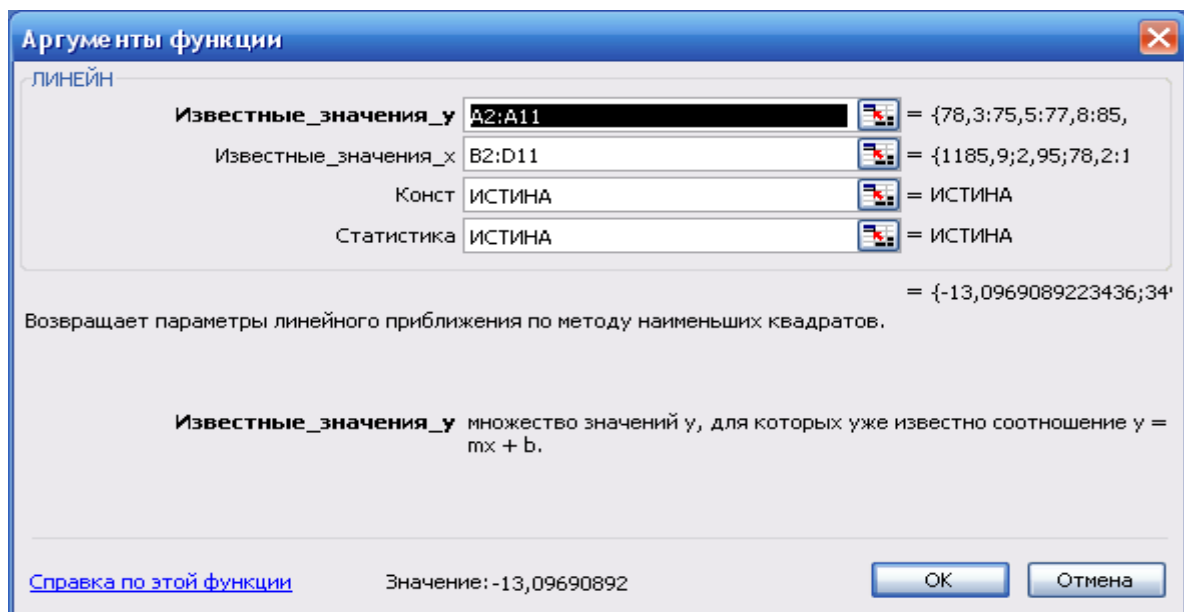 Аргументы функции
ЛИНЕЙН
Известные_значения_y A2:A11 = {78,3:75,5:77,8:85,
Известные_значения_x B2:D11 = {1185,9;2,95;78,2:1
Конст ИСТИНА = ИСТИНА
Статистика ИСТИНА = ИСТИНА
= {-13,0969089223436;34
Возвращает параметры линейного приближения по методу наименьших квадратов.
Известные_значения_y множество значений y, для которых уже известно соотношение y =
mx + b.
Справка по этой функции Значение:-13,09690892 OK Отмена